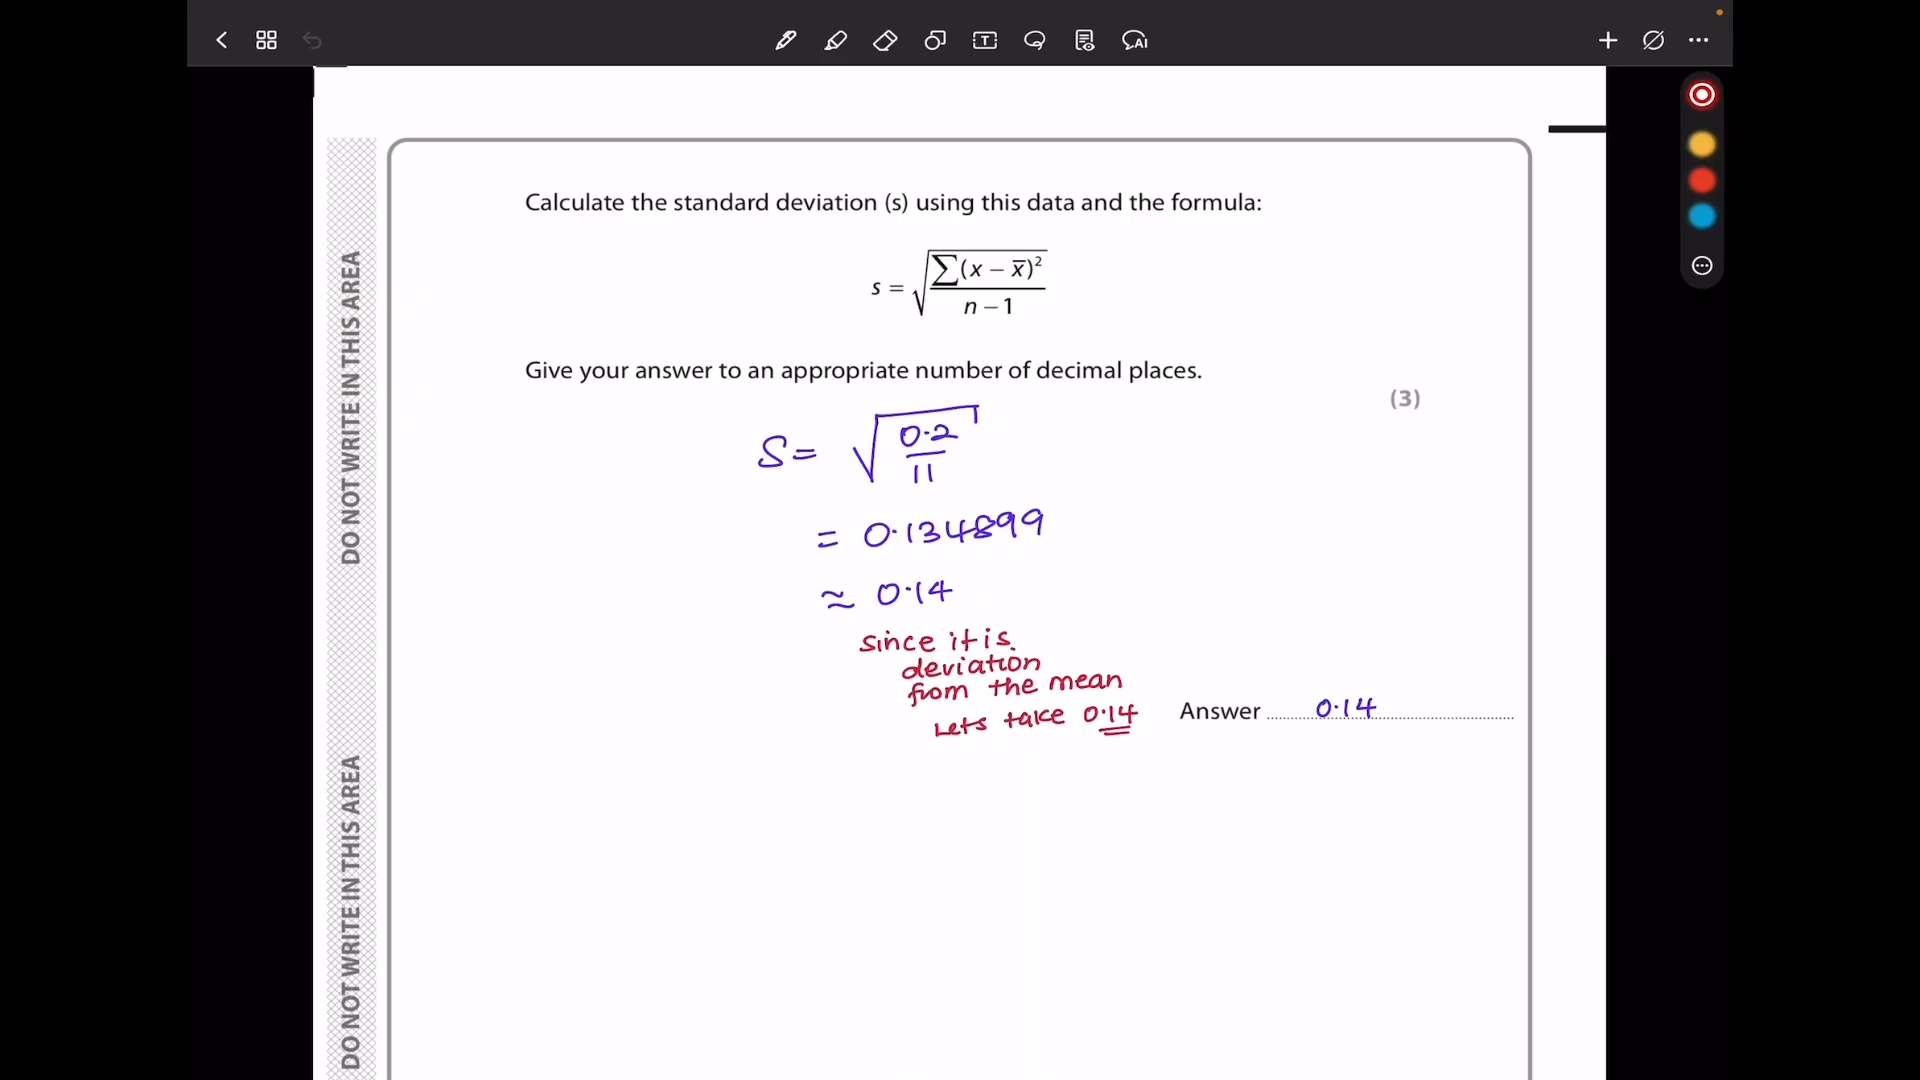 AI
Calculate the standard deviation (s) using this data and the formula:
s = √(∑(x – x̅)² / (n – 1))
Give your answer to an appropriate number of decimal places.
(3)
S = √(0.2 / 11)
= 0.134899
≈ 0.14
since it is.
deviation
from the mean
Lets take 0.14
Answer 0.14
DO NOT WRITE IN THIS AREA
DO NOT WRITE IN THIS AREA